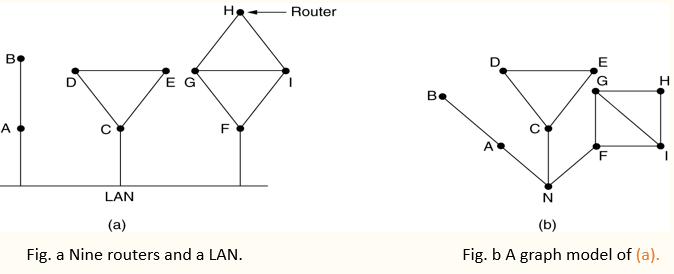 H Router
B
D E G I
A C F
LAN
(a)
Fig. a Nine routers and a LAN.
D E
G H
B
C
A F I
N
(b)
Fig. b A graph model of (a).